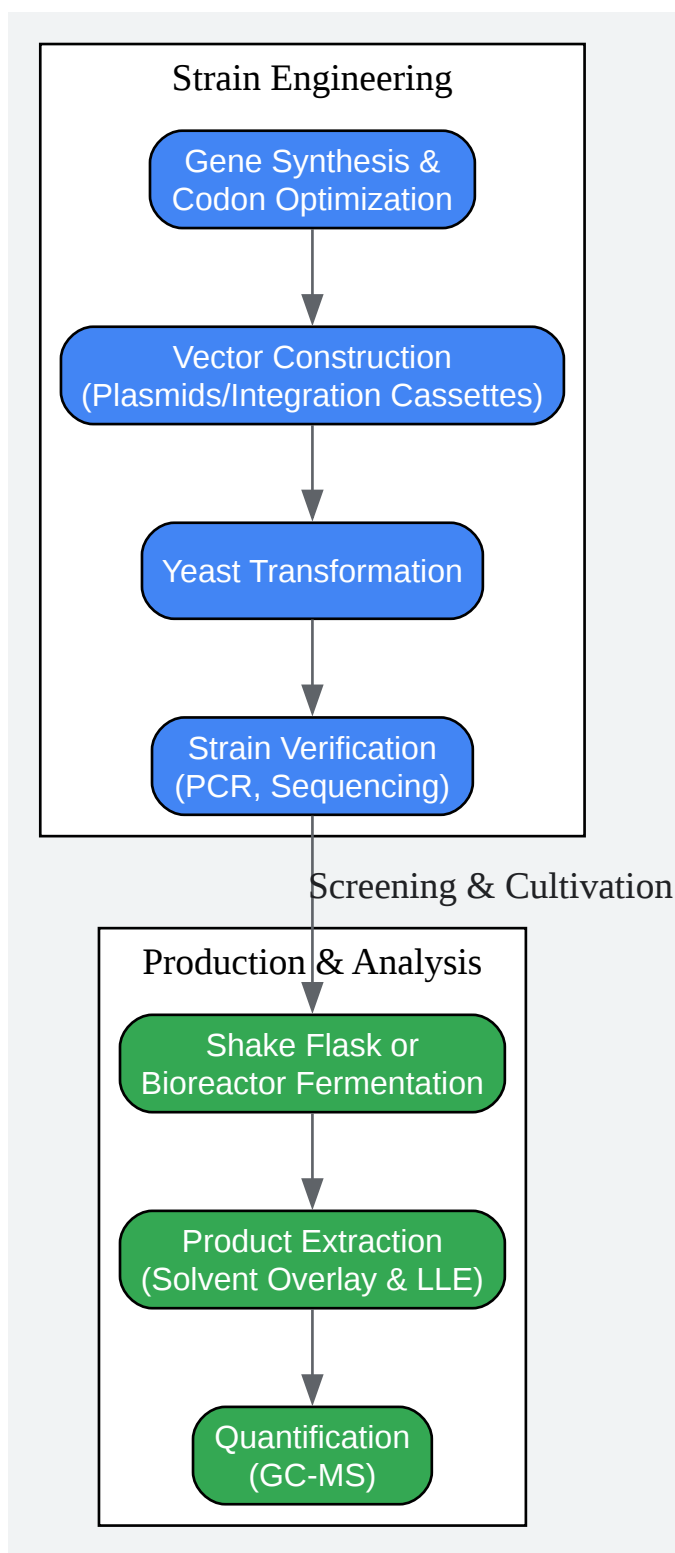 Strain Engineering
Gene Synthesis &
Codon Optimization
Vector Construction
(Plasmids/Integration Cassettes)
Yeast Transformation
Strain Verification
(PCR, Sequencing)
Screening & Cultivation
Production & Analysis
Shake Flask or
Bioreactor Fermentation
Product Extraction
(Solvent Overlay & LLE)
Quantification
(GC-MS)